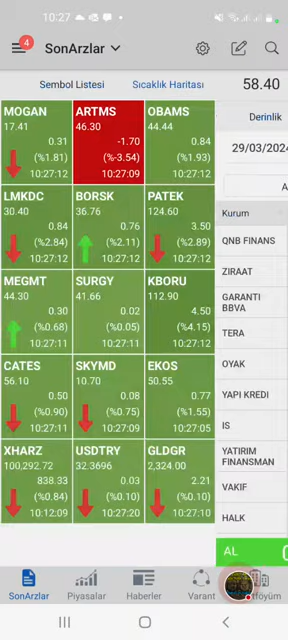 10:27
4
SonArzlar
Sembol Listesi
Sıcaklık Haritası
58.40
MOGAN
17.41
0.31
(%1.81)
10:27:12
ARTMS
46.30
-1.70
(%-3.54)
10:27:09
OBAMS
44.44
0.84
(%1.93)
10:27:12
LMKDC
30.40
0.84
(%2.84)
10:27:12
BORSK
36.76
0.76
(%2.11)
10:27:12
PATEK
124.60
3.50
(%2.89)
10:27:12
MEGMT
44.30
0.30
(%0.68)
10:27:11
SURGY
41.66
0.02
(%0.05)
10:27:11
KBORU
112.90
4.50
(%4.15)
10:27:12
CATES
56.10
0.50
(%0.90)
10:27:11
SKYMD
10.70
0.08
(%0.75)
10:27:09
EKOS
50.55
0.77
(%1.55)
10:27:05
XHARZ
100,292.72
838.33
(%0.84)
10:12:09
USDTRY
32.3696
0.03
(%0.10)
10:27:20
GLDGR
2,324.00
2.21
(%0.10)
10:27:10
Derinlik
29/03/2024
A
Kurum
QNB FINANS
ZIRAAT
GARANTI
BBVA
TERA
OYAK
YAPI KREDI
IS
YATIRIM
FINANSMAN
VAKIF
HALK
AL
SonArzlar
Piyasalar
Haberler
Varant
tföyüm